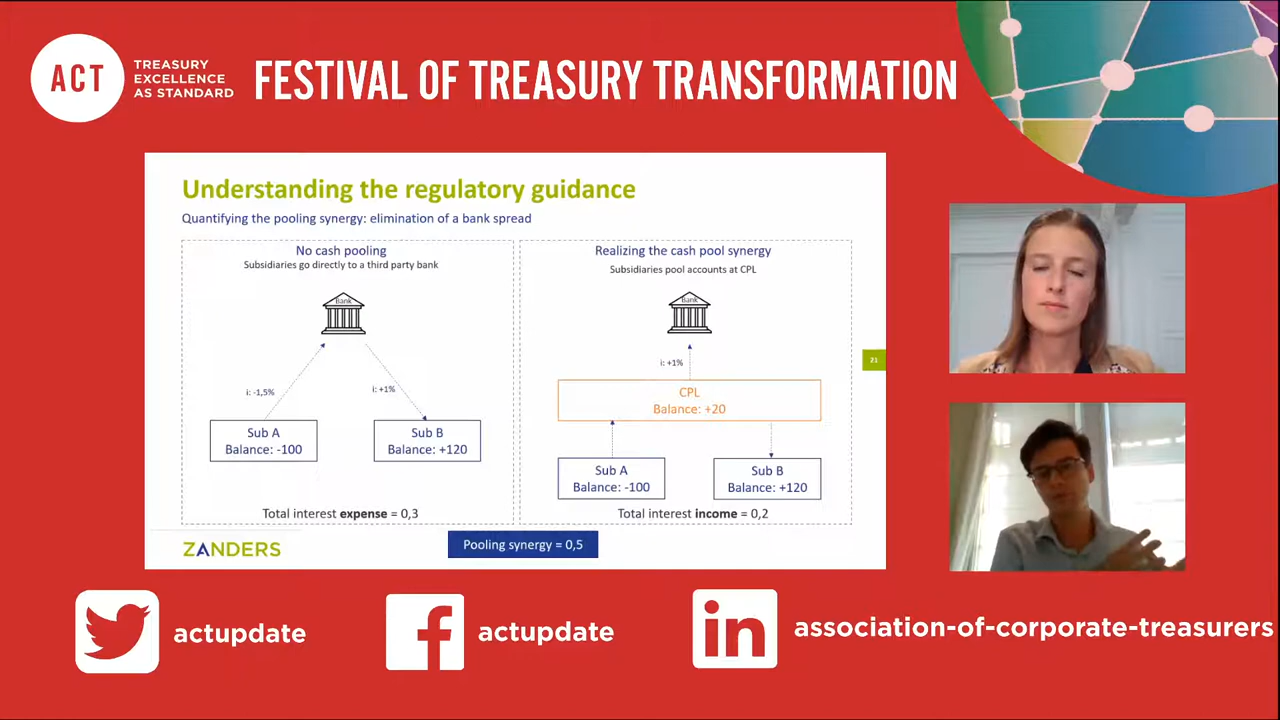 ACT
TREASURY
EXCELLENCE
AS STANDARD
FESTIVAL OF TREASURY TRANSFORMATION
Understanding the regulatory guidance
Quantifying the pooling synergy: elimination of a bank spread
No cash pooling
Subsidiaries go directly to a third party bank
Bank
i: -1,5%
i: +1%
Sub A
Balance: -100
Sub B
Balance: +120
Total interest expense = 0,3
Realizing the cash pool synergy
Subsidiaries pool accounts at CPL
Bank
i: +1%
CPL
Balance: +20
Sub A
Balance: -100
Sub B
Balance: +120
Total interest income = 0,2
21
ZANDERS
Pooling synergy = 0,5
actupdate
f
actupdate
in
association-of-corporate-treasurers